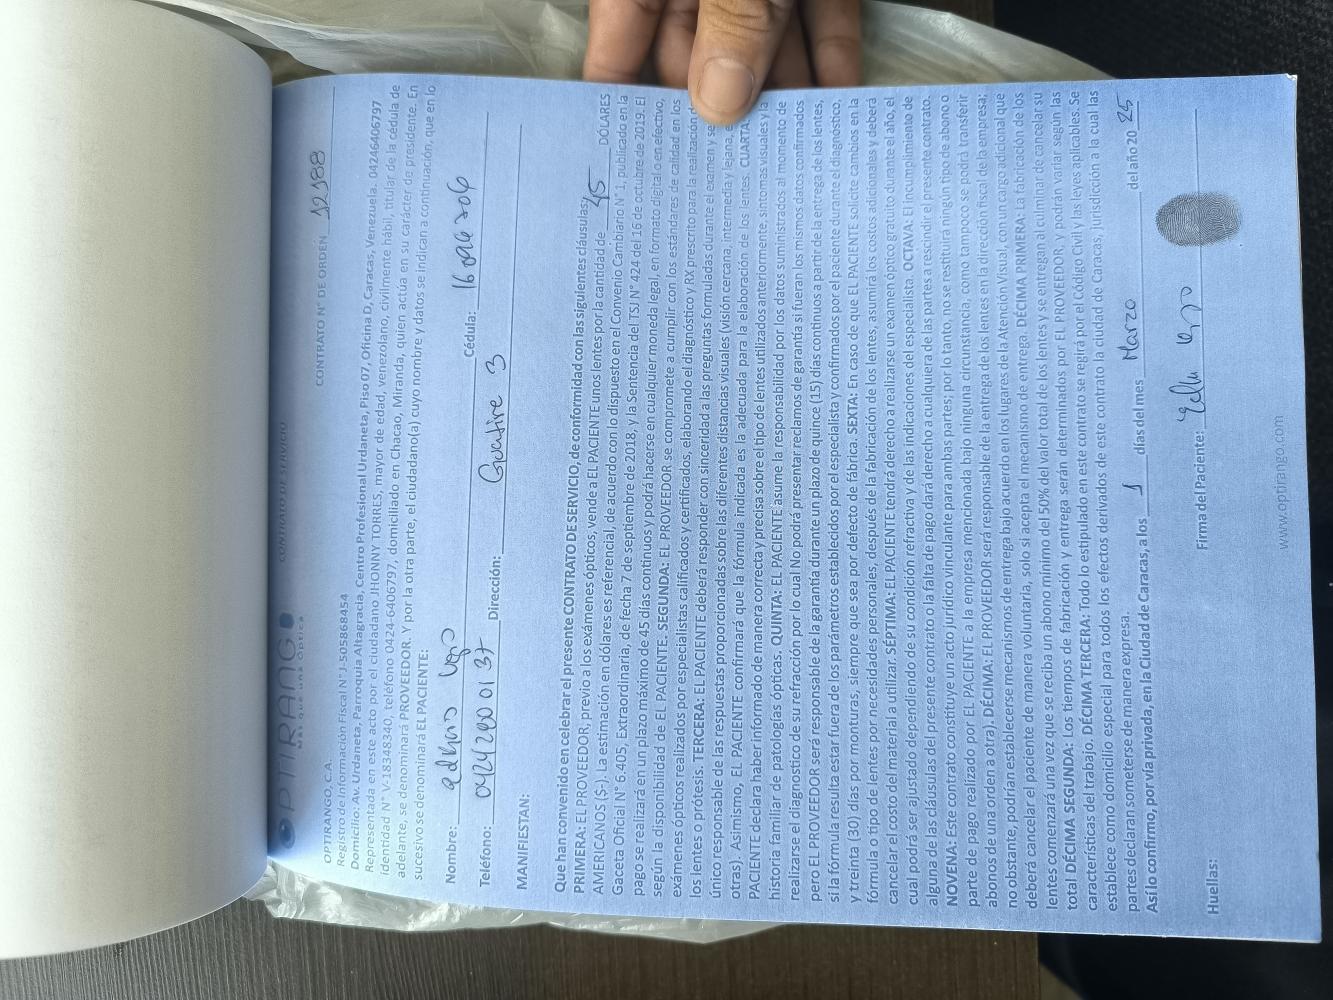 OPTIRANGO
Más que una Óptica
CONTRATO DE SERVICIO
CONTRATO N° DE ORDEN 12188
OPTIRANGO, C.A.
Registro de Información Fiscal N° J-505868454
Domicilio: Av. Urdaneta, Parroquia Altagracia, Centro Profesional Urdaneta, Piso 07, Oficina D, Caracas, Venezuela. 04246406797
Representada en este acto por el ciudadano JHONNY TORRES, mayor de edad, venezolano, civilmente hábil, titular de la cédula de
identidad N° V-18348340, teléfono 0424-6406797, domiciliado en Chacao, Miranda, quien actúa en su carácter de presidente. En
adelante, se denominará PROVEEDOR. Y por la otra parte, el ciudadano(a) cuyo nombre y datos se indican a continuación, que en lo
sucesivo se denominará EL PACIENTE:
Nombre: Cédula: 16
Teléfono: 0424200 0137 Dirección: Guatire 3
MANIFIESTAN:
Que han convenido en celebrar el presente CONTRATO DE SERVICIO, de conformidad con las siguientes cláusulas:
PRIMERA: EL PROVEEDOR, previo a los exámenes ópticos, vende a EL PACIENTE unos lentes por la cantidad de 45 DÓLARES
AMERICANOS ($-). La estimación en dólares es referencial, de acuerdo con lo dispuesto en el Convenio Cambiario N° 1, publicado en la
Gaceta Oficial N° 6.405, Extraordinaria, de fecha 7 de septiembre de 2018, y la Sentencia del TSJ N° 424 del 16 de octubre de 2019. El
pago se realizará en un plazo máximo de 45 días continuos y podrá hacerse en cualquier moneda legal, en formato digital o en efectivo,
según la disponibilidad de EL PACIENTE. SEGUNDA: EL PROVEEDOR se compromete a cumplir con los estándares de calidad en los
exámenes ópticos realizados por especialistas calificados y certificados, elaborando el diagnóstico y RX prescrito para la realización
los lentes o prótesis. TERCERA: EL PACIENTE deberá responder con sinceridad a las preguntas formuladas durante el examen y
único responsable de las respuestas proporcionadas sobre las diferentes distancias visuales (visión cercana, intermedia y lejana,
otras). Asimismo, EL PACIENTE confirmará que la fórmula indicada es la adecuada para la elaboración de los lentes. CUARTA
PACIENTE declara haber informado de manera correcta y precisa sobre el tipo de lentes utilizados anteriormente, síntomas visuales y la
historia familiar de patologías ópticas. QUINTA: EL PACIENTE asume la responsabilidad por los datos suministrados al momento de
realizarse el diagnostico de su refracción por lo cual No podrá presentar reclamos de garantía si fueran los mismos datos confirmados
pero EL PROVEEDOR será responsable de la garantía durante un plazo de quince (15) días continuos a partir de la entrega de los lentes,
si la fórmula resulta estar fuera de los parámetros establecidos por el especialista y confirmados por el paciente durante el diagnóstico,
y treinta (30) días por monturas, siempre que sea por defecto de fábrica. SEXTA: En caso de que EL PACIENTE solicite cambios en la
fórmula o tipo de lentes por necesidades personales, después de la fabricación de los lentes, asumirá los costos adicionales y deberá
cancelar el costo del material a utilizar. SÉPTIMA: EL PACIENTE tendrá derecho a realizarse un examen óptico gratuito durante el año, el
cual podrá ser ajustado dependiendo de su condición refractiva y de las indicaciones del especialista. OCTAVA: El incumplimiento de
alguna de las cláusulas del presente contrato o la falta de pago dará derecho a cualquiera de las partes a rescindir el presente contrato.
NOVENA: Este contrato constituye un acto jurídico vinculante para ambas partes; por lo tanto, no se restituirá ningún tipo de abono o
parte de pago realizado por EL PACIENTE a la empresa mencionada bajo ninguna circunstancia, como tampoco se podrá transferir
abonos de una orden a otra). DÉCIMA: EL PROVEEDOR será responsable de la entrega de los lentes en la dirección fiscal de la empresa;
no obstante, podrían establecerse mecanismos de entrega bajo acuerdo en los lugares de la Atención Visual, con un cargo adicional que
deberá cancelar el paciente de manera voluntaria, solo si acepta el mecanismo de entrega. DÉCIMA PRIMERA: La fabricación de los
lentes comenzará una vez que se reciba un abono mínimo del 50% del valor total de los lentes y se entregan al culminar de cancelar su
total DÉCIMA SEGUNDA: Los tiempos de fabricación y entrega serán determinados por EL PROVEEDOR y podrán variar según las
características del trabajo. DÉCIMA TERCERA: Todo lo estipulado en este contrato se regirá por el Código Civil y las leyes aplicables. Se
establece como domicilio especial para todos los efectos derivados de este contrato la ciudad de Caracas, jurisdicción a la cual las
partes declaran someterse de manera expresa.
Así lo confirmo, por vía privada, en la Ciudad de Caracas, a los 1 días del mes Marzo del año 20 25
Huellas: Firma del Paciente:
www.optirango.com